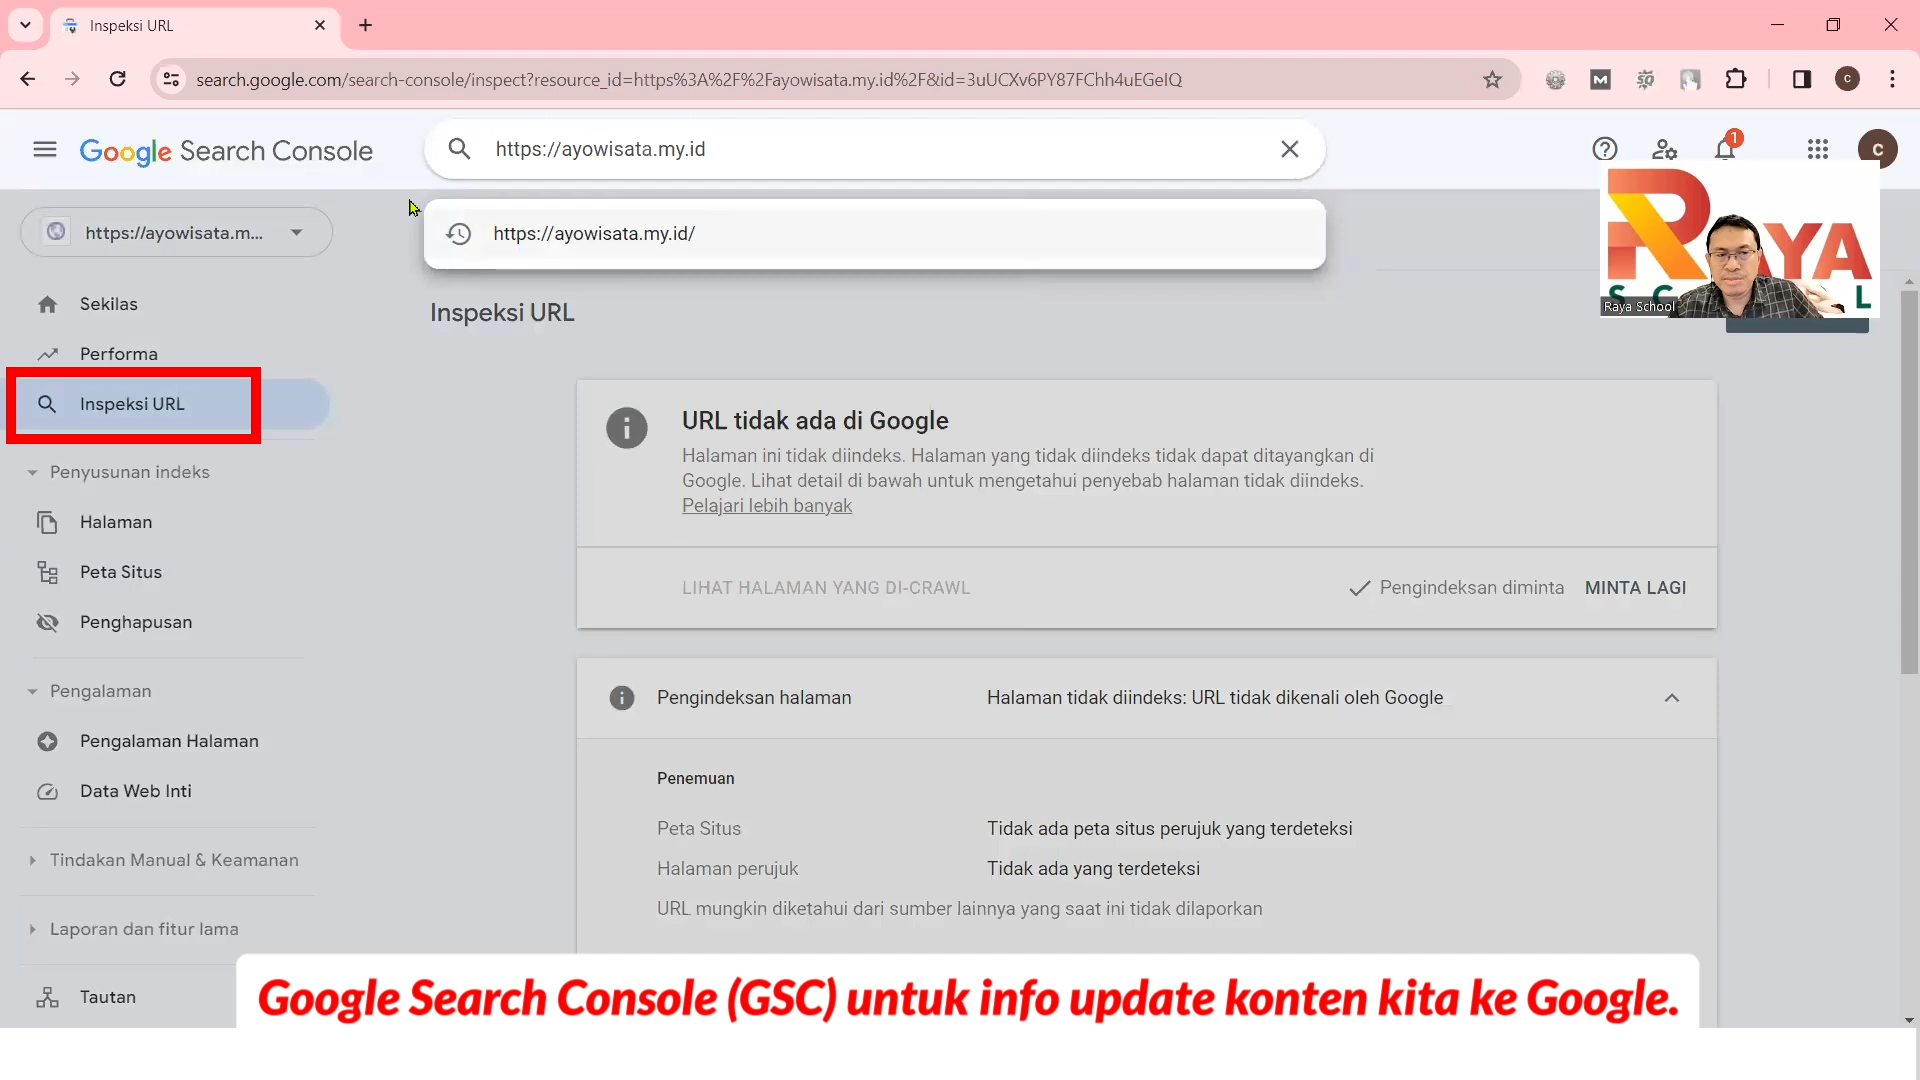 Inspeksi URL
search.google.com/search-console/inspect?resource_id=https%3A%2F%2Fayowisata.my.id%2F&id=3uUCXv6PY87FChh4uEGeIQ
C
Google Search Console
https://ayowisata.my.id
1
C
https://ayowisata.my.id/
https://ayowisata.m...
RAYA
Raya School
Sekilas
Performa
Inspeksi URL
Penyusunan indeks
Halaman
Peta Situs
Penghapusan
Pengalaman
Pengalaman Halaman
Data Web Inti
Tindakan Manual & Keamanan
Laporan dan fitur lama
Tautan
Inspeksi URL
URL tidak ada di Google
Halaman ini tidak diindeks. Halaman yang tidak diindeks tidak dapat ditayangkan di
Google. Lihat detail di bawah untuk mengetahui penyebab halaman tidak diindeks.
Pelajari lebih banyak
LIHAT HALAMAN YANG DI-CRAWL
Pengindeksan diminta
MINTA LAGI
Pengindeksan halaman
Halaman tidak diindeks: URL tidak dikenali oleh Google
Penemuan
Peta Situs
Tidak ada peta situs perujuk yang terdeteksi
Halaman perujuk
Tidak ada yang terdeteksi
URL mungkin diketahui dari sumber lainnya yang saat ini tidak dilaporkan
Google Search Console (GSC) untuk info update konten kita ke Google.